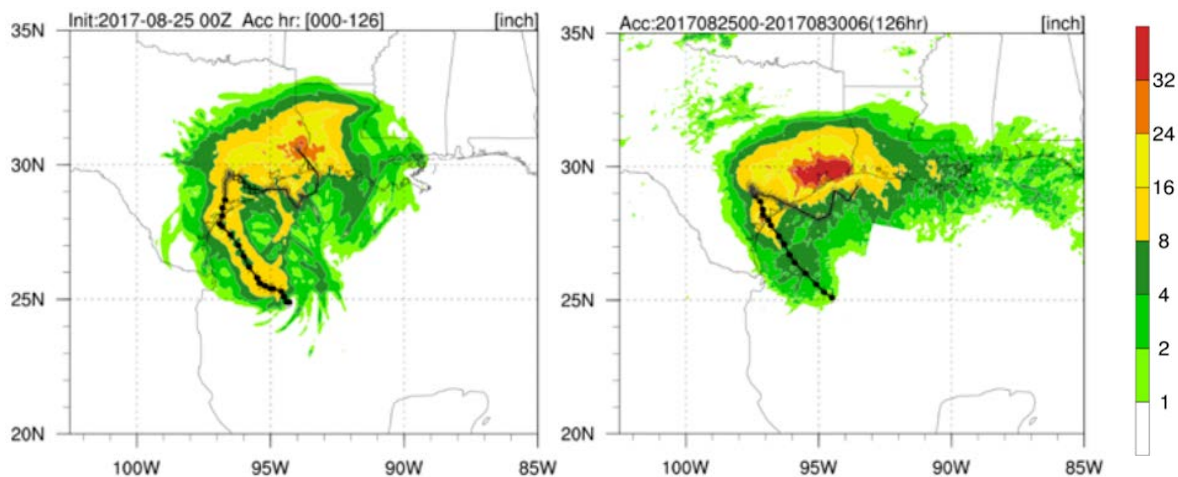 Init:2017-08-25 00Z Acc hr: [000-126] [inch]
35N
30N
25N
20N
100W 95W 90W 85W
Acc:2017082500-2017083006(126hr) [inch]
35N
30N
25N
20N
100W 95W 90W 85W
32
24
16
8
4
2
1